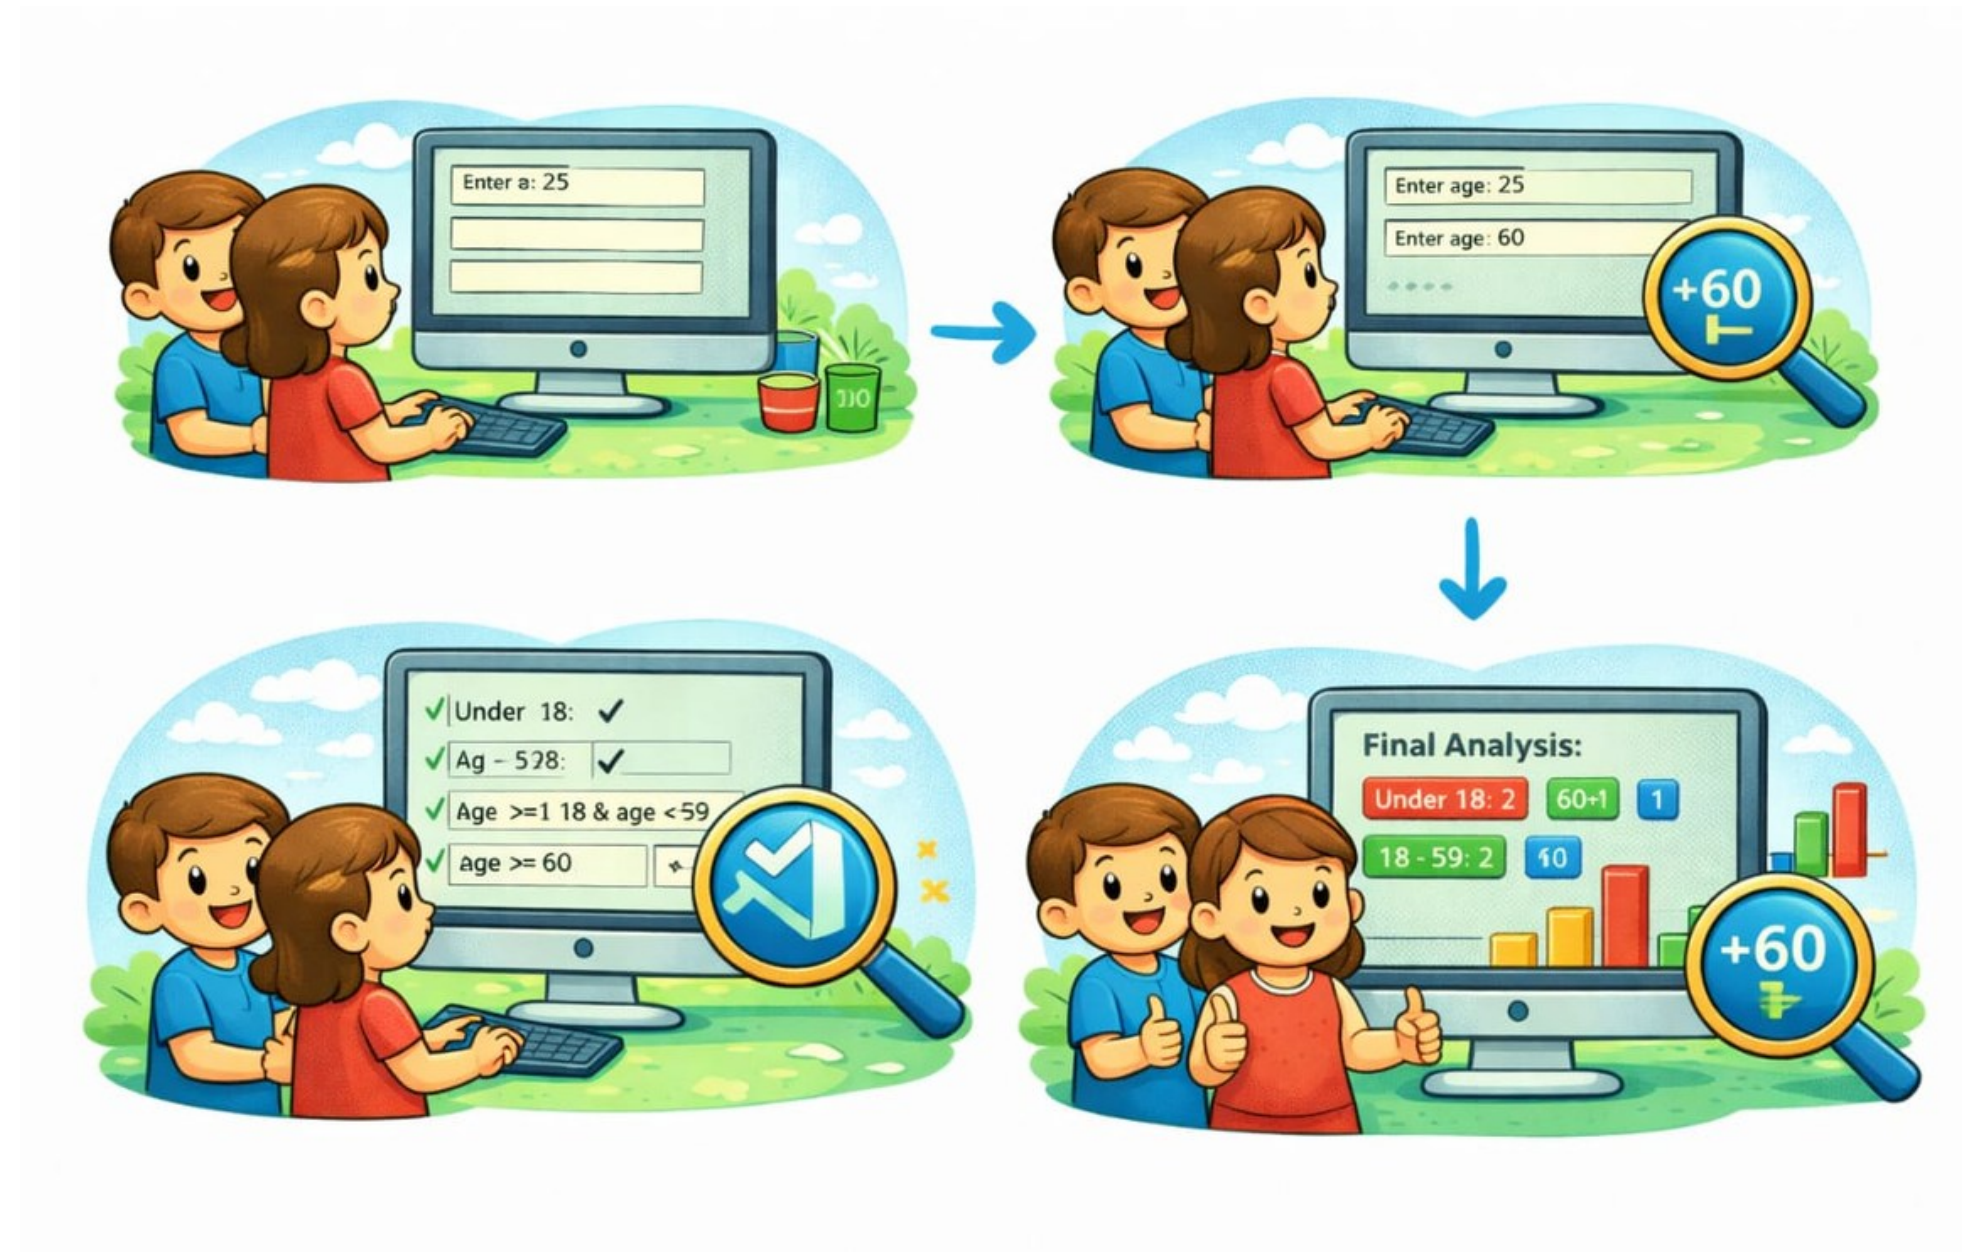 Enter a: 25
Enter age: 25
Enter age: 60
+60
Under 18:
Ag - 528:
Age >=1 18 & age <59
Age >= 60
Final Analysis:
Under 18: 2 60+1 1
18 - 59: 2
+60